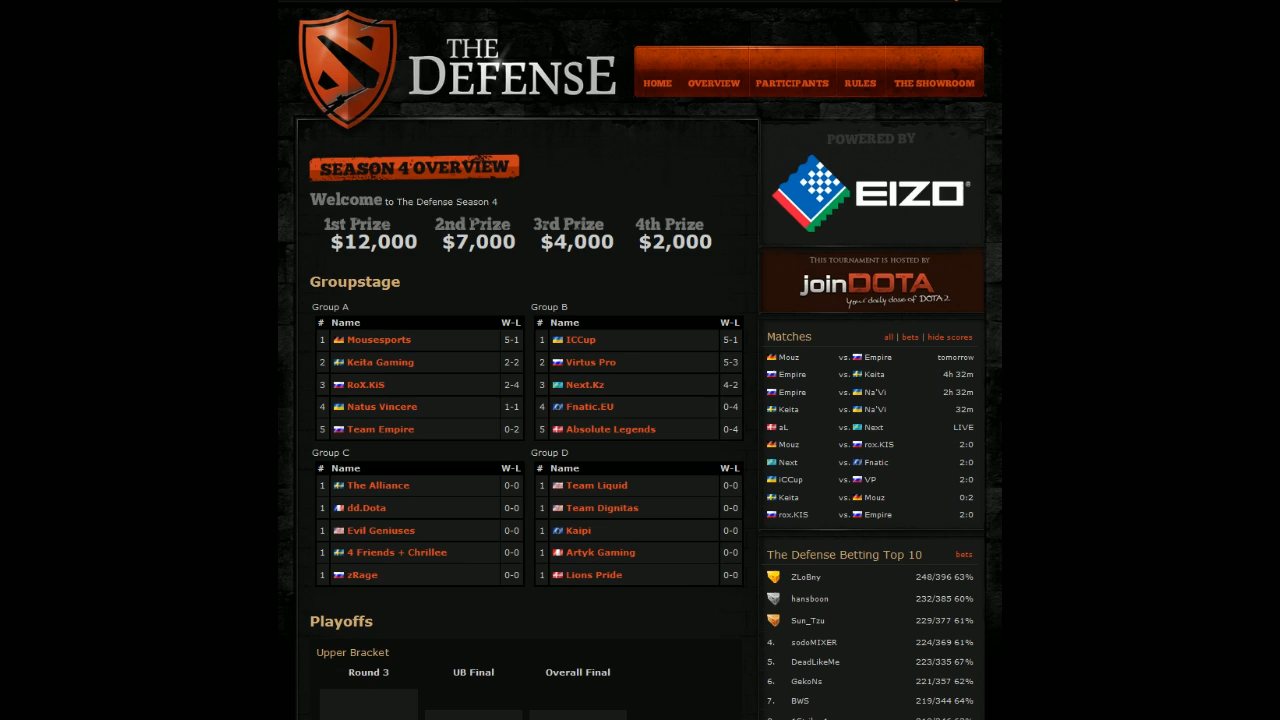 THE DEFENSE
HOME OVERVIEW PARTICIPANTS RULES THE SHOWROOM
SEASON 4 OVERVIEW
Welcome to The Defense Season 4
1st Prize 2nd Prize 3rd Prize 4th Prize
$12,000 $7,000 $4,000 $2,000
Groupstage
Group A
# Name W-L
1 Mousesports 5-1
2 Keita Gaming 2-2
3 RoX.KiS 2-4
4 Natus Vincere 1-1
5 Team Empire 0-2
Group B
# Name W-L
1 ICCup 5-1
2 Virtus Pro 5-3
3 Next.Kz 4-2
4 Fnatic.EU 0-4
5 Absolute Legends 0-4
Group C
# Name W-L
1 The Alliance 0-0
1 dd.Dota 0-0
1 Evil Geniuses 0-0
1 4 Friends + Chrillee 0-0
1 zRage 0-0
Group D
# Name W-L
1 Team Liquid 0-0
1 Team Dignitas 0-0
1 Kaipi 0-0
1 Artyk Gaming 0-0
1 Lions Pride 0-0
Playoffs
Upper Bracket
Round 3 UB Final Overall Final
POWERED BY
EIZO®
THIS TOURNAMENT IS HOSTED BY
joinDOTA
Your daily dose of DOTA 2
Matches all | bets | hide scores
Mouz vs. Empire tomorrow
Empire vs. Keita 4h 32m
Empire vs. Na'Vi 2h 32m
Keita vs. Na'Vi 32m
aL vs. Next LIVE
Mouz vs. rox.KIS 2:0
Next vs. Fnatic 2:0
iCCup vs. VP 2:0
Keita vs. Mouz 0:2
rox.KIS vs. Empire 2:0
The Defense Betting Top 10 bets
ZLoBny 248/396 63%
hansboon 232/385 60%
Sun_Tzu 229/377 61%
4. sodoMIXER 224/369 61%
5. DeadLikeMe 223/335 67%
6. GekoNs 221/357 62%
7. BWS 219/344 64%